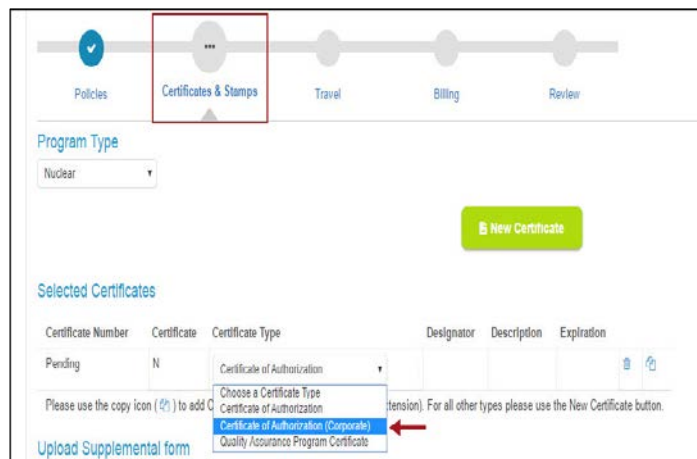 Policies Certificates & Stamps Travel Billing Review
Program Type
Nuclear
New Certificate
Selected Certificates
Certificate Number Certificate Certificate Type Designator Description Expiration
Pending N Certificate of Authorization
Choose a Certificate Type
Please use the copy icon ( ) to add C tension). For all other types please use the New Certificate button.
Certificate of Authorization
Certificate of Authorization (Corporate)
Quality Assurance Program Certificate
Upload Supplemental form